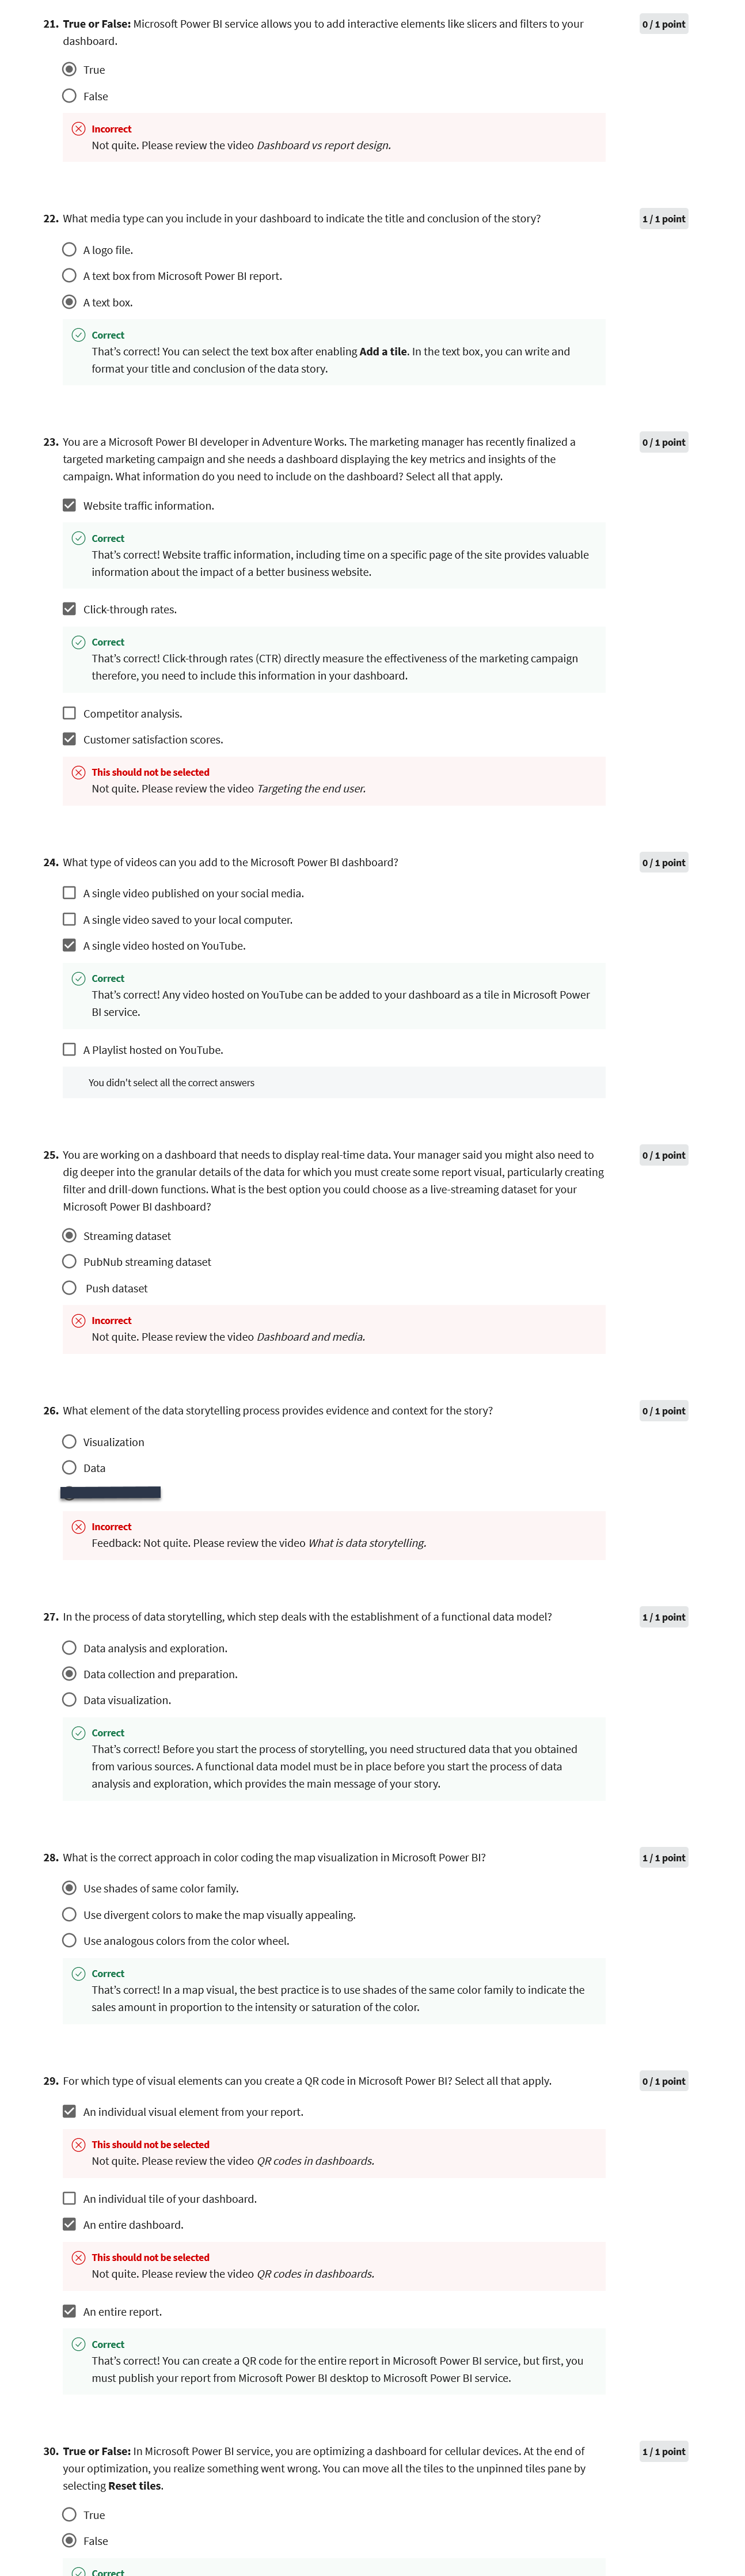 21. True or False: Microsoft Power BI service allows you to add interactive elements like slicers and filters to your
dashboard.
0 / 1 point
True
False
Incorrect
Not quite. Please review the video Dashboard vs report design.
22. What media type can you include in your dashboard to indicate the title and conclusion of the story?
1 / 1 point
A logo file.
A text box from Microsoft Power BI report.
A text box.
Correct
That's correct! You can select the text box after enabling Add a tile. In the text box, you can write and
format your title and conclusion of the data story.
23. You are a Microsoft Power BI developer in Adventure Works. The marketing manager has recently finalized a
targeted marketing campaign and she needs a dashboard displaying the key metrics and insights of the
campaign. What information do you need to include on the dashboard? Select all that apply.
0 / 1 point
Website traffic information.
Correct
That's correct! Website traffic information, including time on a specific page of the site provides valuable
information about the impact of a better business website.
Click-through rates.
Correct
That's correct! Click-through rates (CTR) directly measure the effectiveness of the marketing campaign
therefore, you need to include this information in your dashboard.
Competitor analysis.
Customer satisfaction scores.
This should not be selected
Not quite. Please review the video Targeting the end user.
24. What type of videos can you add to the Microsoft Power BI dashboard?
0 / 1 point
A single video published on your social media.
A single video saved to your local computer.
A single video hosted on YouTube.
Correct
That's correct! Any video hosted on YouTube can be added to your dashboard as a tile in Microsoft Power
BI service.
A Playlist hosted on YouTube.
You didn't select all the correct answers
25. You are working on a dashboard that needs to display real-time data. Your manager said you might also need to
dig deeper into the granular details of the data for which you must create some report visual, particularly creating
filter and drill-down functions. What is the best option you could choose as a live-streaming dataset for your
Microsoft Power BI dashboard?
0 / 1 point
Streaming dataset
PubNub streaming dataset
Push dataset
Incorrect
Not quite. Please review the video Dashboard and media.
26. What element of the data storytelling process provides evidence and context for the story?
0 / 1 point
Visualization
Data
Incorrect
Feedback: Not quite. Please review the video What is data storytelling.
27. In the process of data storytelling, which step deals with the establishment of a functional data model?
1 / 1 point
Data analysis and exploration.
Data collection and preparation.
Data visualization.
Correct
That's correct! Before you start the process of storytelling, you need structured data that you obtained
from various sources. A functional data model must be in place before you start the process of data
analysis and exploration, which provides the main message of your story.
28. What is the correct approach in color coding the map visualization in Microsoft Power BI?
1 / 1 point
Use shades of same color family.
Use divergent colors to make the map visually appealing.
Use analogous colors from the color wheel.
Correct
That's correct! In a map visual, the best practice is to use shades of the same color family to indicate the
sales amount in proportion to the intensity or saturation of the color.
29. For which type of visual elements can you create a QR code in Microsoft Power BI? Select all that apply.
0 / 1 point
An individual visual element from your report.
This should not be selected
Not quite. Please review the video QR codes in dashboards.
An individual tile of your dashboard.
An entire dashboard.
This should not be selected
Not quite. Please review the video QR codes in dashboards.
An entire report.
Correct
That's correct! You can create a QR code for the entire report in Microsoft Power BI service, but first, you
must publish your report from Microsoft Power BI desktop to Microsoft Power BI service.
30. True or False: In Microsoft Power BI service, you are optimizing a dashboard for cellular devices. At the end of
your optimization, you realize something went wrong. You can move all the tiles to the unpinned tiles pane by
selecting Reset tiles.
1 / 1 point
True
False
Correct